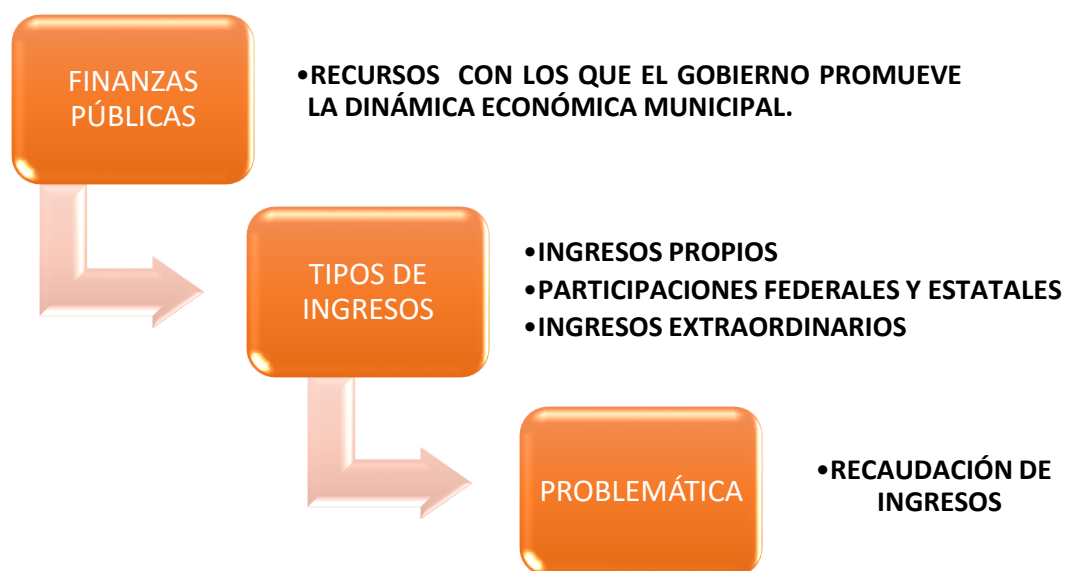 FINANZAS
PÚBLICAS
•RECURSOS CON LOS QUE EL GOBIERNO PROMUEVE
LA DINÁMICA ECONÓMICA MUNICIPAL.
TIPOS DE
INGRESOS
•INGRESOS PROPIOS
•PARTICIPACIONES FEDERALES Y ESTATALES
•INGRESOS EXTRAORDINARIOS
PROBLEMÁTICA
•RECAUDACIÓN DE
INGRESOS